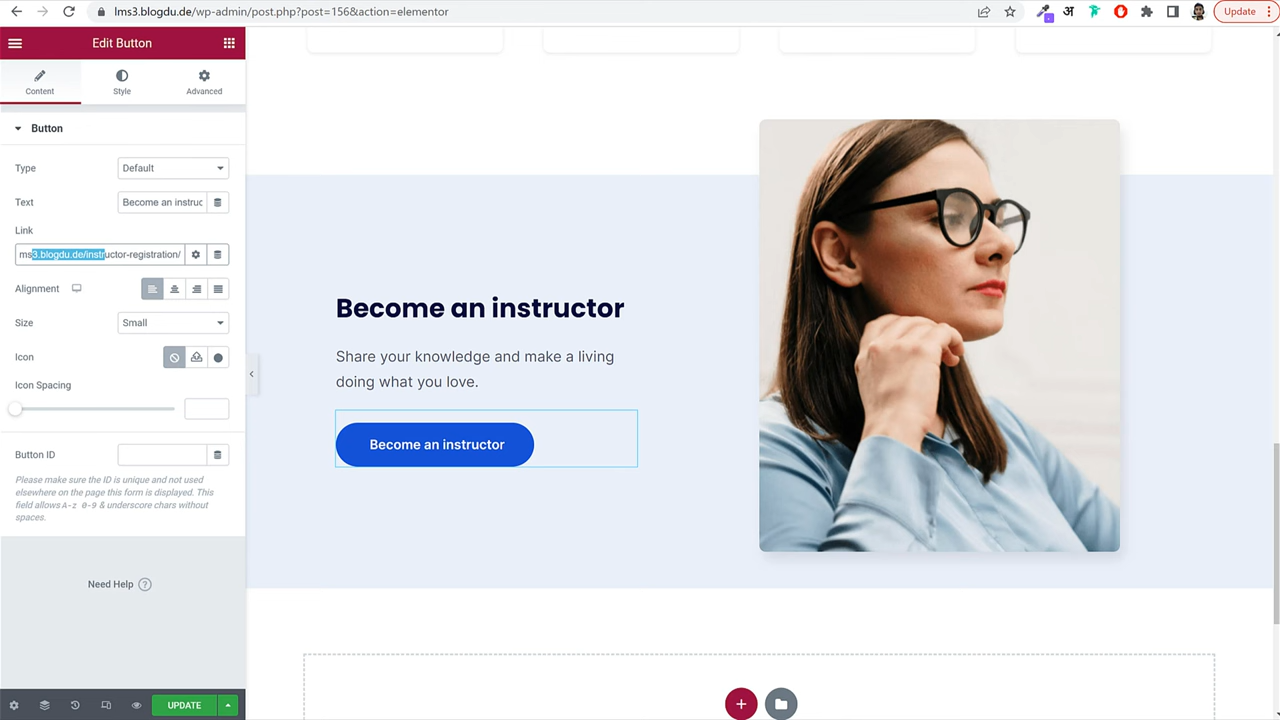 lms3.blogdu.de/wp-admin/post.php?post=156&action=elementor
अ
Update
Edit Button
Content
Style
Advanced
Button
Type
Default
Text
Become an instruc
Link
ms3.blogdu.de/instructor-registration/
Alignment
Size
Small
Icon
Icon Spacing
Button ID
Please make sure the ID is unique and not used
elsewhere on the page this form is displayed. This
field allows A-z 0-9 & underscore chars without
spaces.
Need Help ?
UPDATE
Become an instructor
Share your knowledge and make a living
doing what you love.
Become an instructor